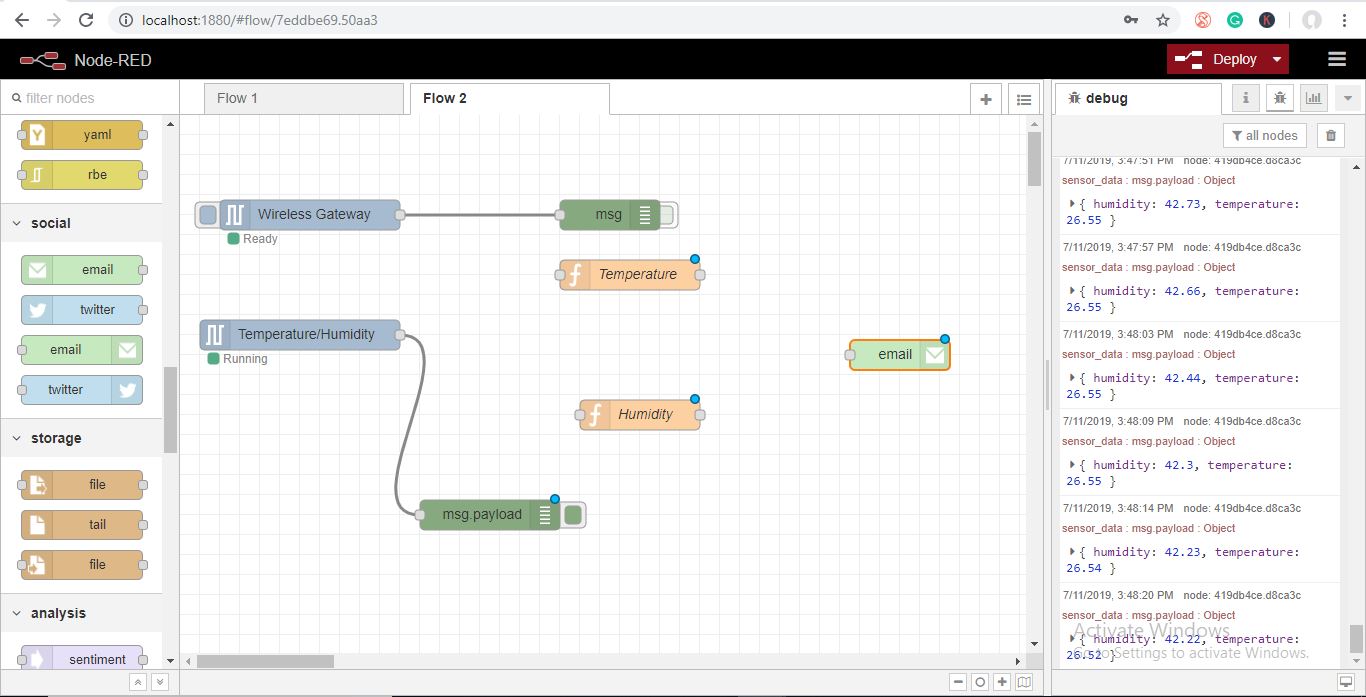 localhost:1880/#flow/7eddbe69.50aa3
K
Node-RED
Deploy
filter nodes
Flow 1
Flow 2
debug
i
all nodes
Y yaml
rbe
social
email
twitter
email
twitter
storage
file
tail
file
analysis
sentiment
Wireless Gateway
Ready
msg
f Temperature
Temperature/Humidity
Running
email
f Humidity
msg.payload
7/11/2019, 3:47:51 PM node: 419db4ce.d8ca3c
sensor_data : msg.payload : Object
{ humidity: 42.73, temperature:
26.55 }
7/11/2019, 3:47:57 PM node: 419db4ce.d8ca3c
sensor_data : msg.payload : Object
{ humidity: 42.66, temperature:
26.55 }
7/11/2019, 3:48:03 PM node: 419db4ce.d8ca3c
sensor_data : msg.payload : Object
{ humidity: 42.44, temperature:
26.55 }
7/11/2019, 3:48:09 PM node: 419db4ce.d8ca3c
sensor_data : msg.payload : Object
{ humidity: 42.3, temperature:
26.55 }
7/11/2019, 3:48:14 PM node: 419db4ce.d8ca3c
sensor_data : msg.payload : Object
{ humidity: 42.23, temperature:
26.54 }
7/11/2019, 3:48:20 PM node: 419db4ce.d8ca3c
sensor_data : msg.payload : Object
{ humidity: 42.22, temperature:
26.52 }
Activate Windows
Go to Settings to activate Windows.